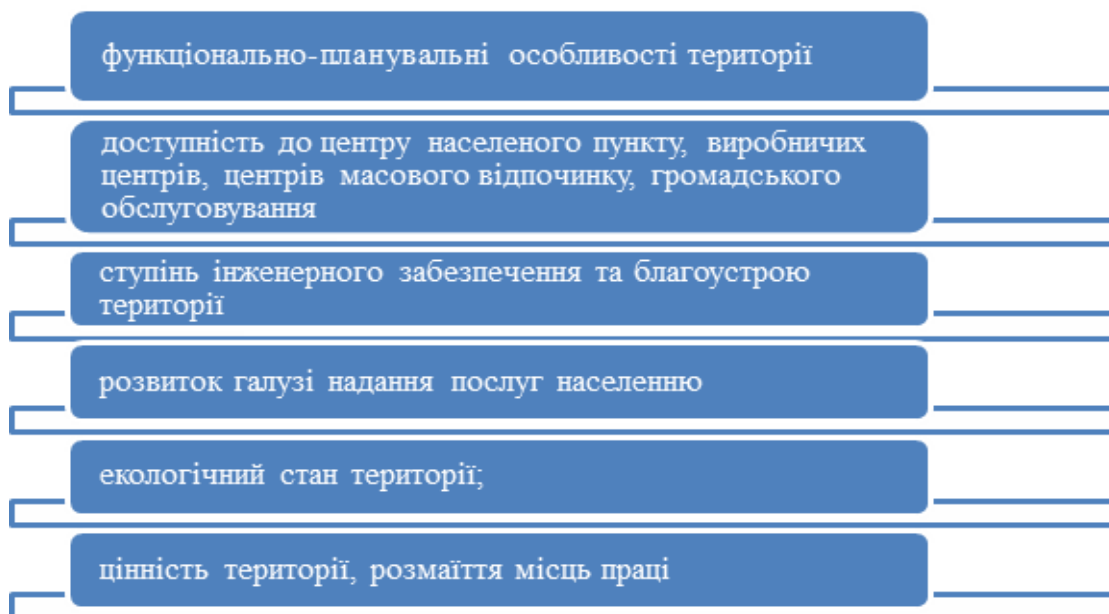 функціонально-планувальні особливості території
доступність до центру населеного пункту, виробничих
центрів, центрів масового відпочинку, громадського
обслуговування
ступінь інженерного забезпечення та благоустрою
території
розвиток галузі надання послуг населенню
екологічний стан території;
цінність території, розмаїття місць праці